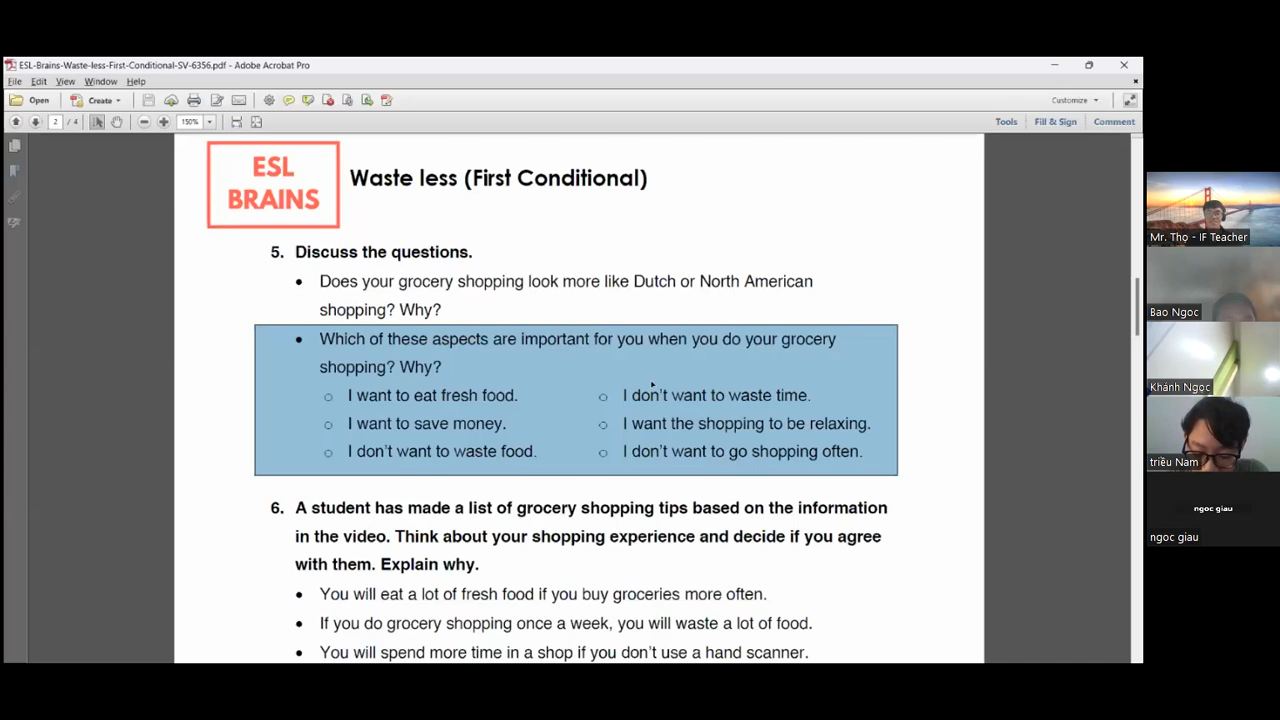 ESL-Brains-Waste-less-First-Conditional-SV-6356.pdf - Adobe Acrobat Pro
File Edit View Window Help
Open Create Customize
2 / 4 150% Tools Fill & Sign Comment
ESL
BRAINS
Waste less (First Conditional)
5. Discuss the questions.
• Does your grocery shopping look more like Dutch or North American
shopping? Why?
• Which of these aspects are important for you when you do your grocery
shopping? Why?
○ I want to eat fresh food.
○ I want to save money.
○ I don't want to waste food.
○ I don't want to waste time.
○ I want the shopping to be relaxing.
○ I don't want to go shopping often.
6. A student has made a list of grocery shopping tips based on the information
in the video. Think about your shopping experience and decide if you agree
with them. Explain why.
• You will eat a lot of fresh food if you buy groceries more often.
• If you do grocery shopping once a week, you will waste a lot of food.
• You will spend more time in a shop if you don't use a hand scanner.
Mr. Thọ - IF Teacher
Bao Ngoc
Khánh Ngọc
triều Nam
ngoc giau
ngoc giau